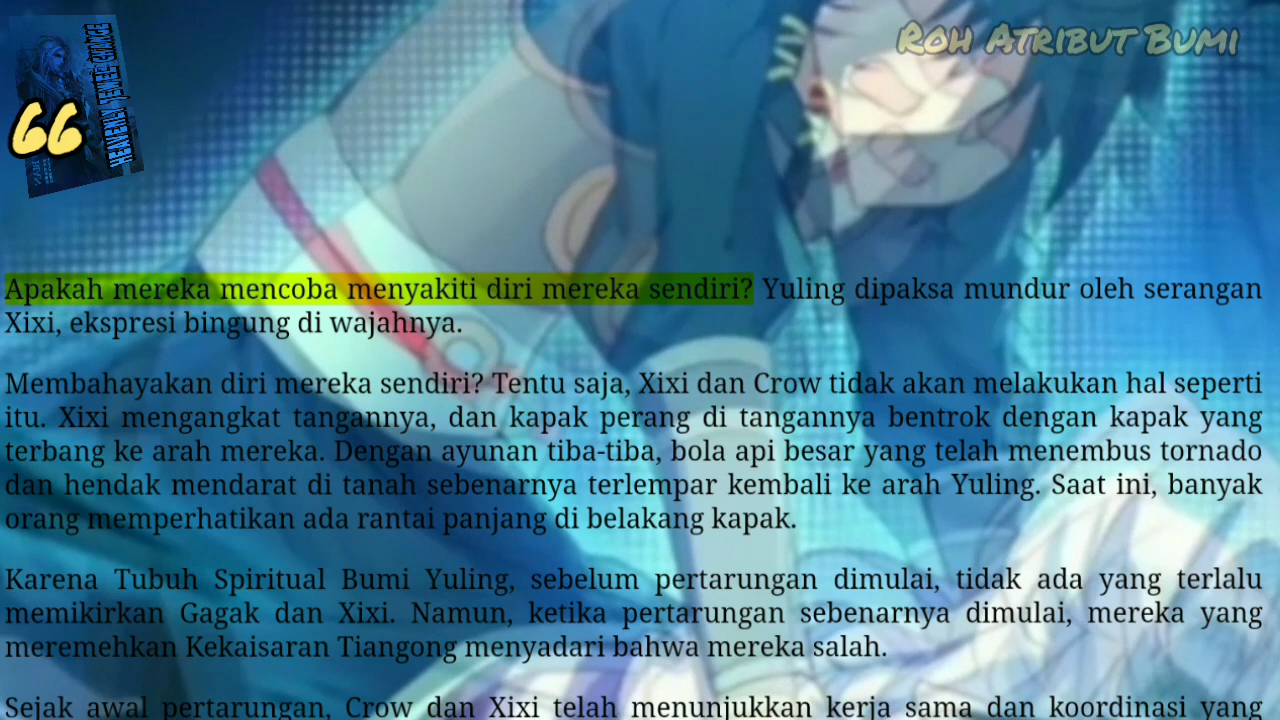 Roh Atribut Bumi
HEAVENLY JEWEL CHANGE
66
Apakah mereka mencoba menyakiti diri mereka sendiri? Yuling dipaksa mundur oleh serangan
Xixi, ekspresi bingung di wajahnya.
Membahayakan diri mereka sendiri? Tentu saja, Xixi dan Crow tidak akan melakukan hal seperti
itu. Xixi mengangkat tangannya, dan kapak perang di tangannya bentrok dengan kapak yang
terbang ke arah mereka. Dengan ayunan tiba-tiba, bola api besar yang telah menembus tornado
dan hendak mendarat di tanah sebenarnya terlempar kembali ke arah Yuling. Saat ini, banyak
orang memperhatikan ada rantai panjang di belakang kapak.
Karena Tubuh Spiritual Bumi Yuling, sebelum pertarungan dimulai, tidak ada yang terlalu
memikirkan Gagak dan Xixi. Namun, ketika pertarungan sebenarnya dimulai, mereka yang
meremehkan Kekaisaran Tiangong menyadari bahwa mereka salah.
Sejak awal pertarungan, Crow dan Xixi telah menunjukkan kerja sama dan koordinasi yang